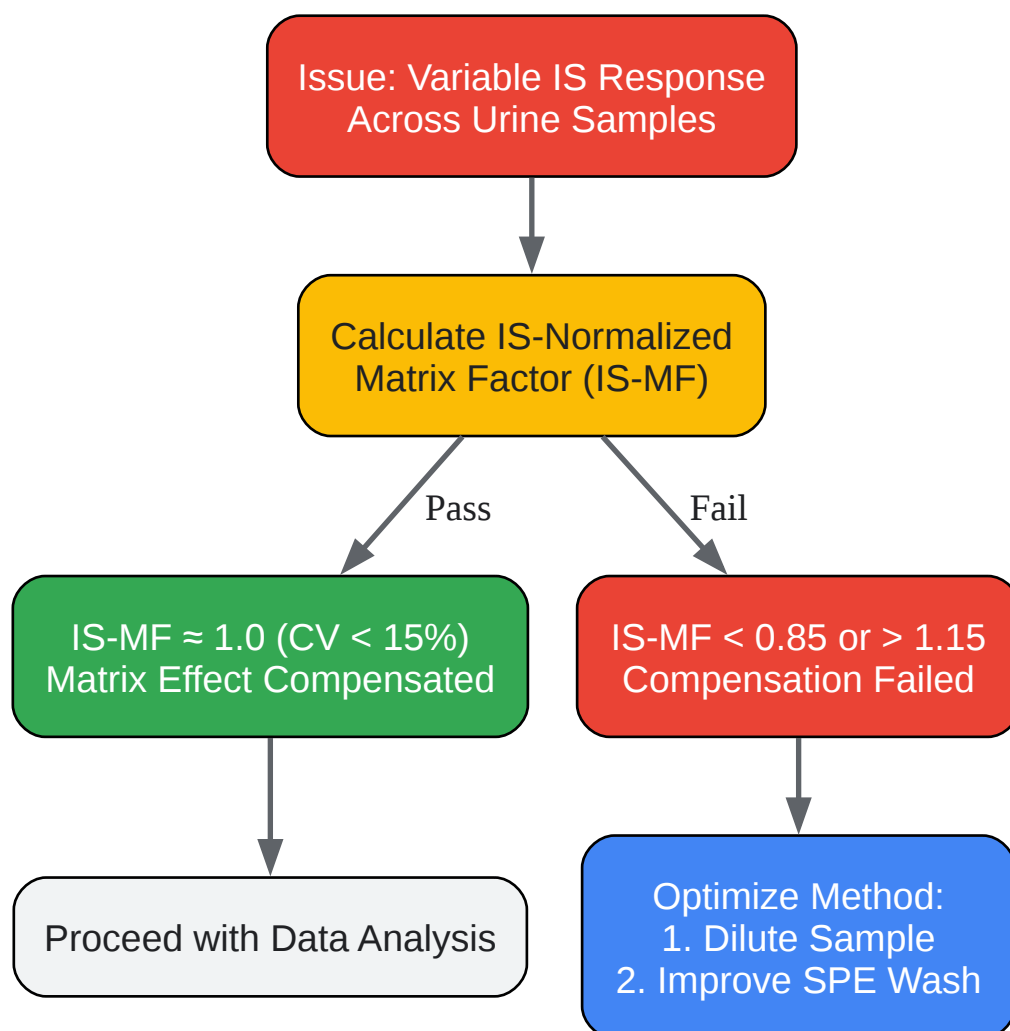 Issue: Variable IS Response
Across Urine Samples
Calculate IS-Normalized
Matrix Factor (IS-MF)
Pass
Fail
IS-MF ≈ 1.0 (CV < 15%)
Matrix Effect Compensated
IS-MF < 0.85 or > 1.15
Compensation Failed
Proceed with Data Analysis
Optimize Method:
1. Dilute Sample
2. Improve SPE Wash